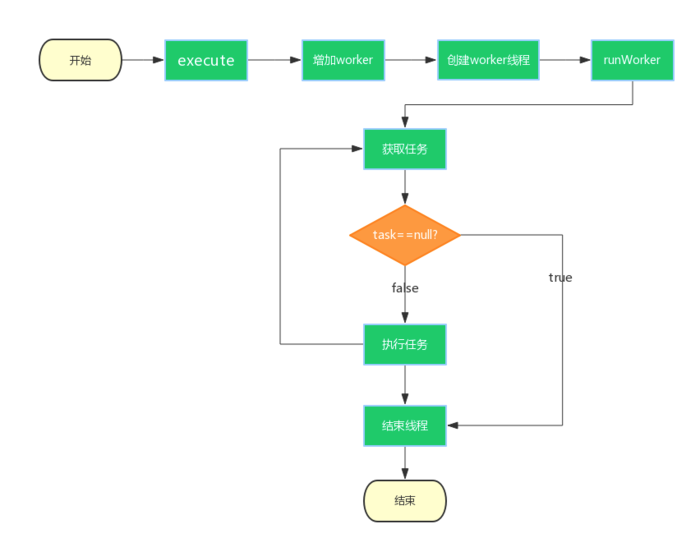 开始
execute
增加worker
创建worker线程
runWorker
获取任务
task==null?
true
false
执行任务
结束线程
结束